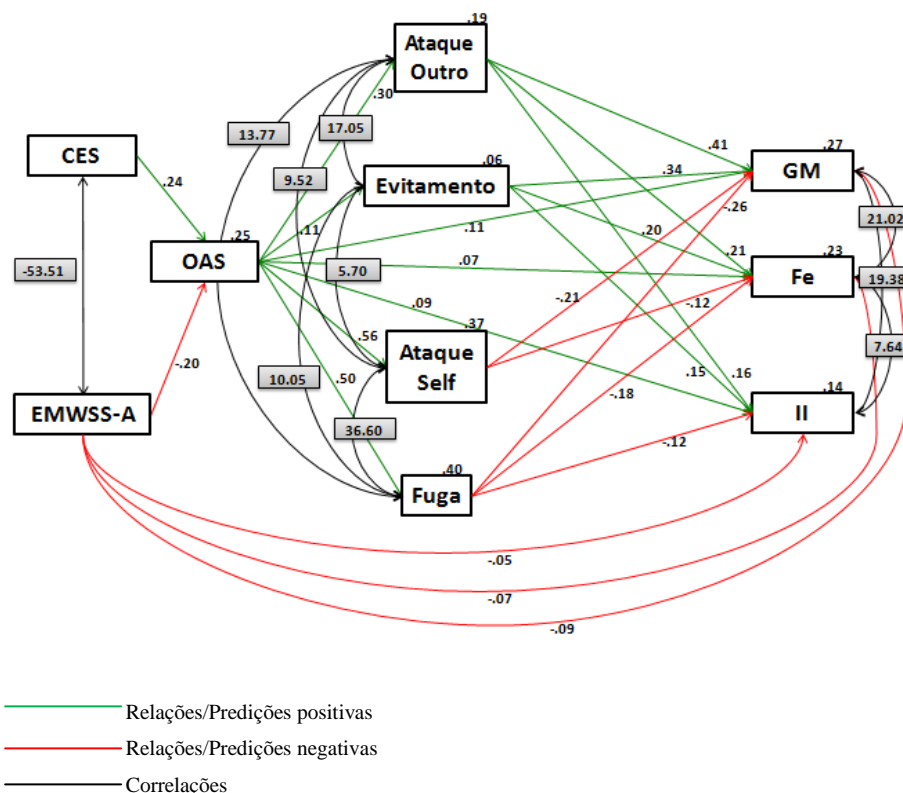 .19
Ataque
Outro
.30
13.77
17.05
CES
.24
9.52
.06
Evitamento
.41
.27
GM
.34
-.26
.11
.11
.25
OAS
-53.51
5.70
.20
21.02
.07
.21
.23
Fe
19.38
-.21
-.12
.09
.56
.37
Ataque
Self
-.20
10.05
.50
7.64
.15
.16
.14
II
-.18
EMWSS-A
36.60
-.12
.40
Fuga
-.05
-.07
-.09
Relações/Predições positivas
Relações/Predições negativas
Correlações